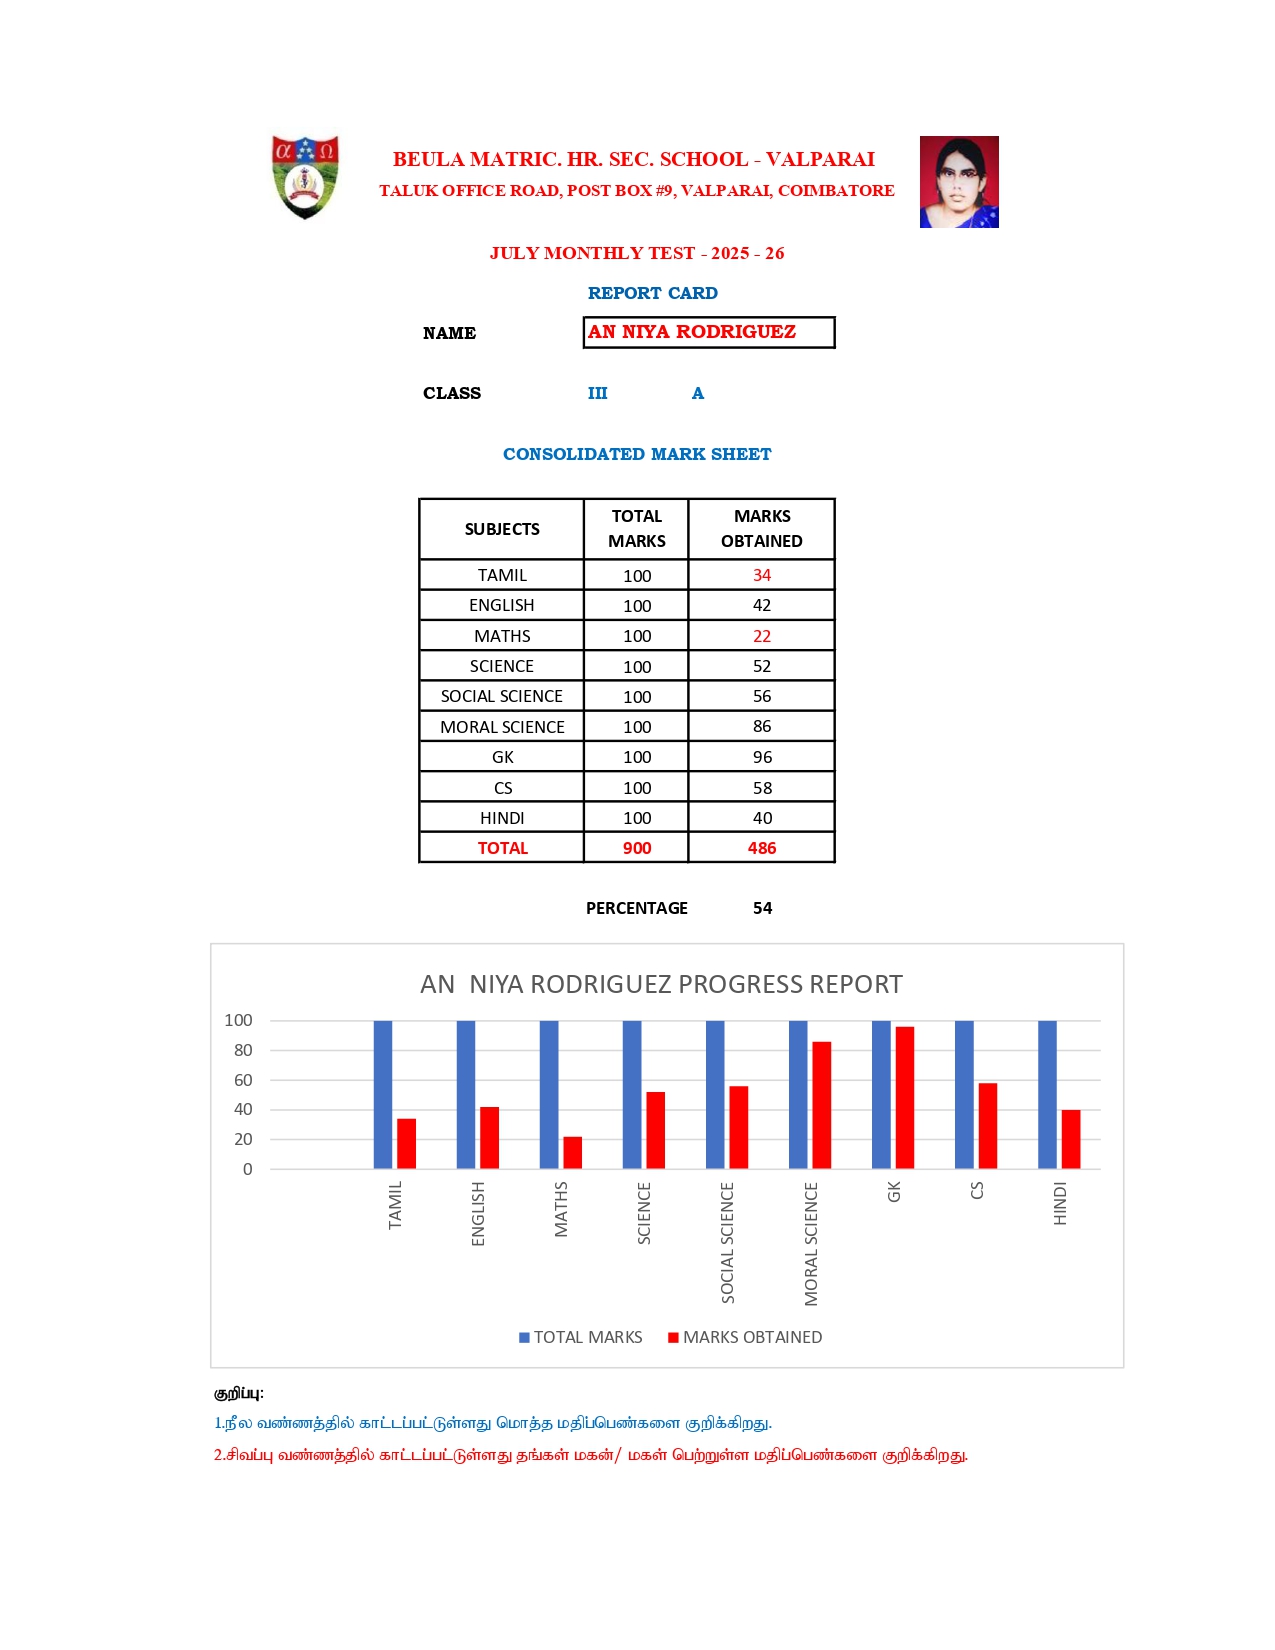 α Ω
BEULA MATRIC. HR. SEC. SCHOOL - VALPARAI
TALUK OFFICE ROAD, POST BOX #9, VALPARAI, COIMBATORE
JULY MONTHLY TEST - 2025 - 26
REPORT CARD
NAME AN NIYA RODRIGUEZ
CLASS III A
CONSOLIDATED MARK SHEET
SUBJECTS TOTAL MARKS MARKS OBTAINED
TAMIL 100 34
ENGLISH 100 42
MATHS 100 22
SCIENCE 100 52
SOCIAL SCIENCE 100 56
MORAL SCIENCE 100 86
GK 100 96
CS 100 58
HINDI 100 40
TOTAL 900 486
PERCENTAGE 54
AN NIYA RODRIGUEZ PROGRESS REPORT
100
80
60
40
20
0
TAMIL ENGLISH MATHS SCIENCE SOCIAL SCIENCE MORAL SCIENCE GK CS HINDI
TOTAL MARKS MARKS OBTAINED
குறிப்பு:
1.நீல வண்ணத்தில் காட்டப்பட்டுள்ளது மொத்த மதிப்பெண்களை குறிக்கிறது.
2.சிவப்பு வண்ணத்தில் காட்டப்பட்டுள்ளது தங்கள் மகன்/ மகள் பெற்றுள்ள மதிப்பெண்களை குறிக்கிறது.